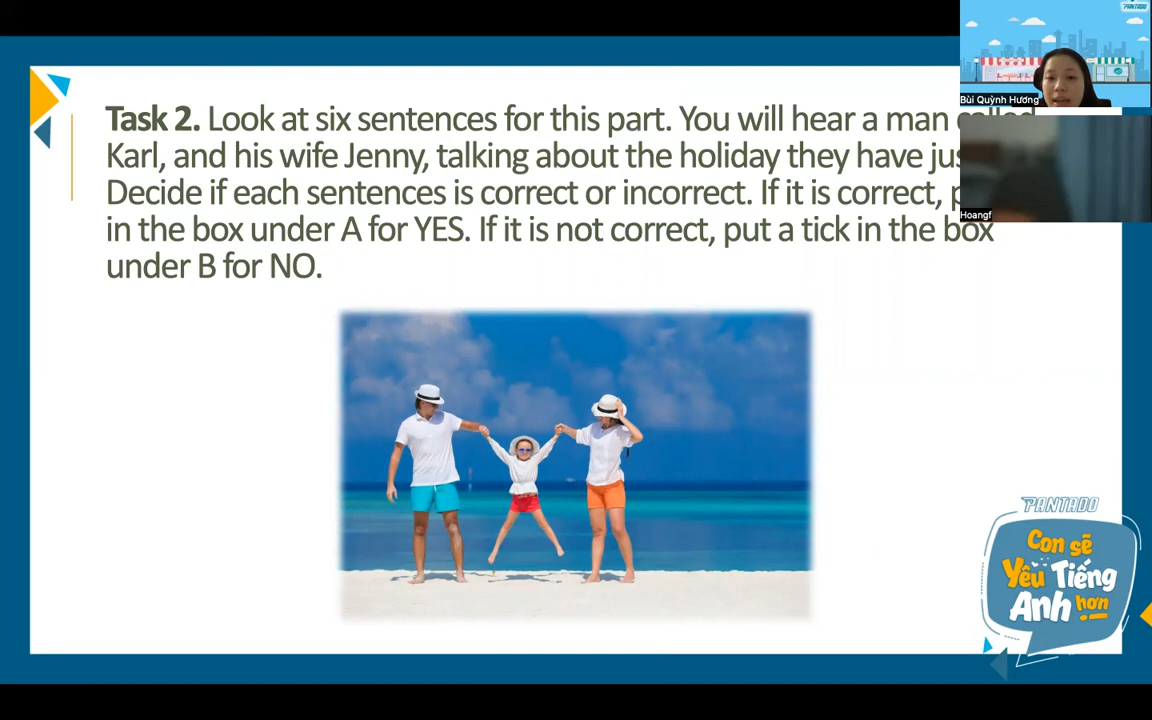 PANTADO
Bùi Quỳnh Hương
Hoangf
Task 2. Look at six sentences for this part. You will hear a man called
Karl, and his wife Jenny, talking about the holiday they have
Decide if each sentences is correct or incorrect. If it is correct,
in the box under A for YES. If it is not correct, put a tick in the box
under B for NO.
PANTADO
Con sẽ
Yêu Tiếng
Anh hơn